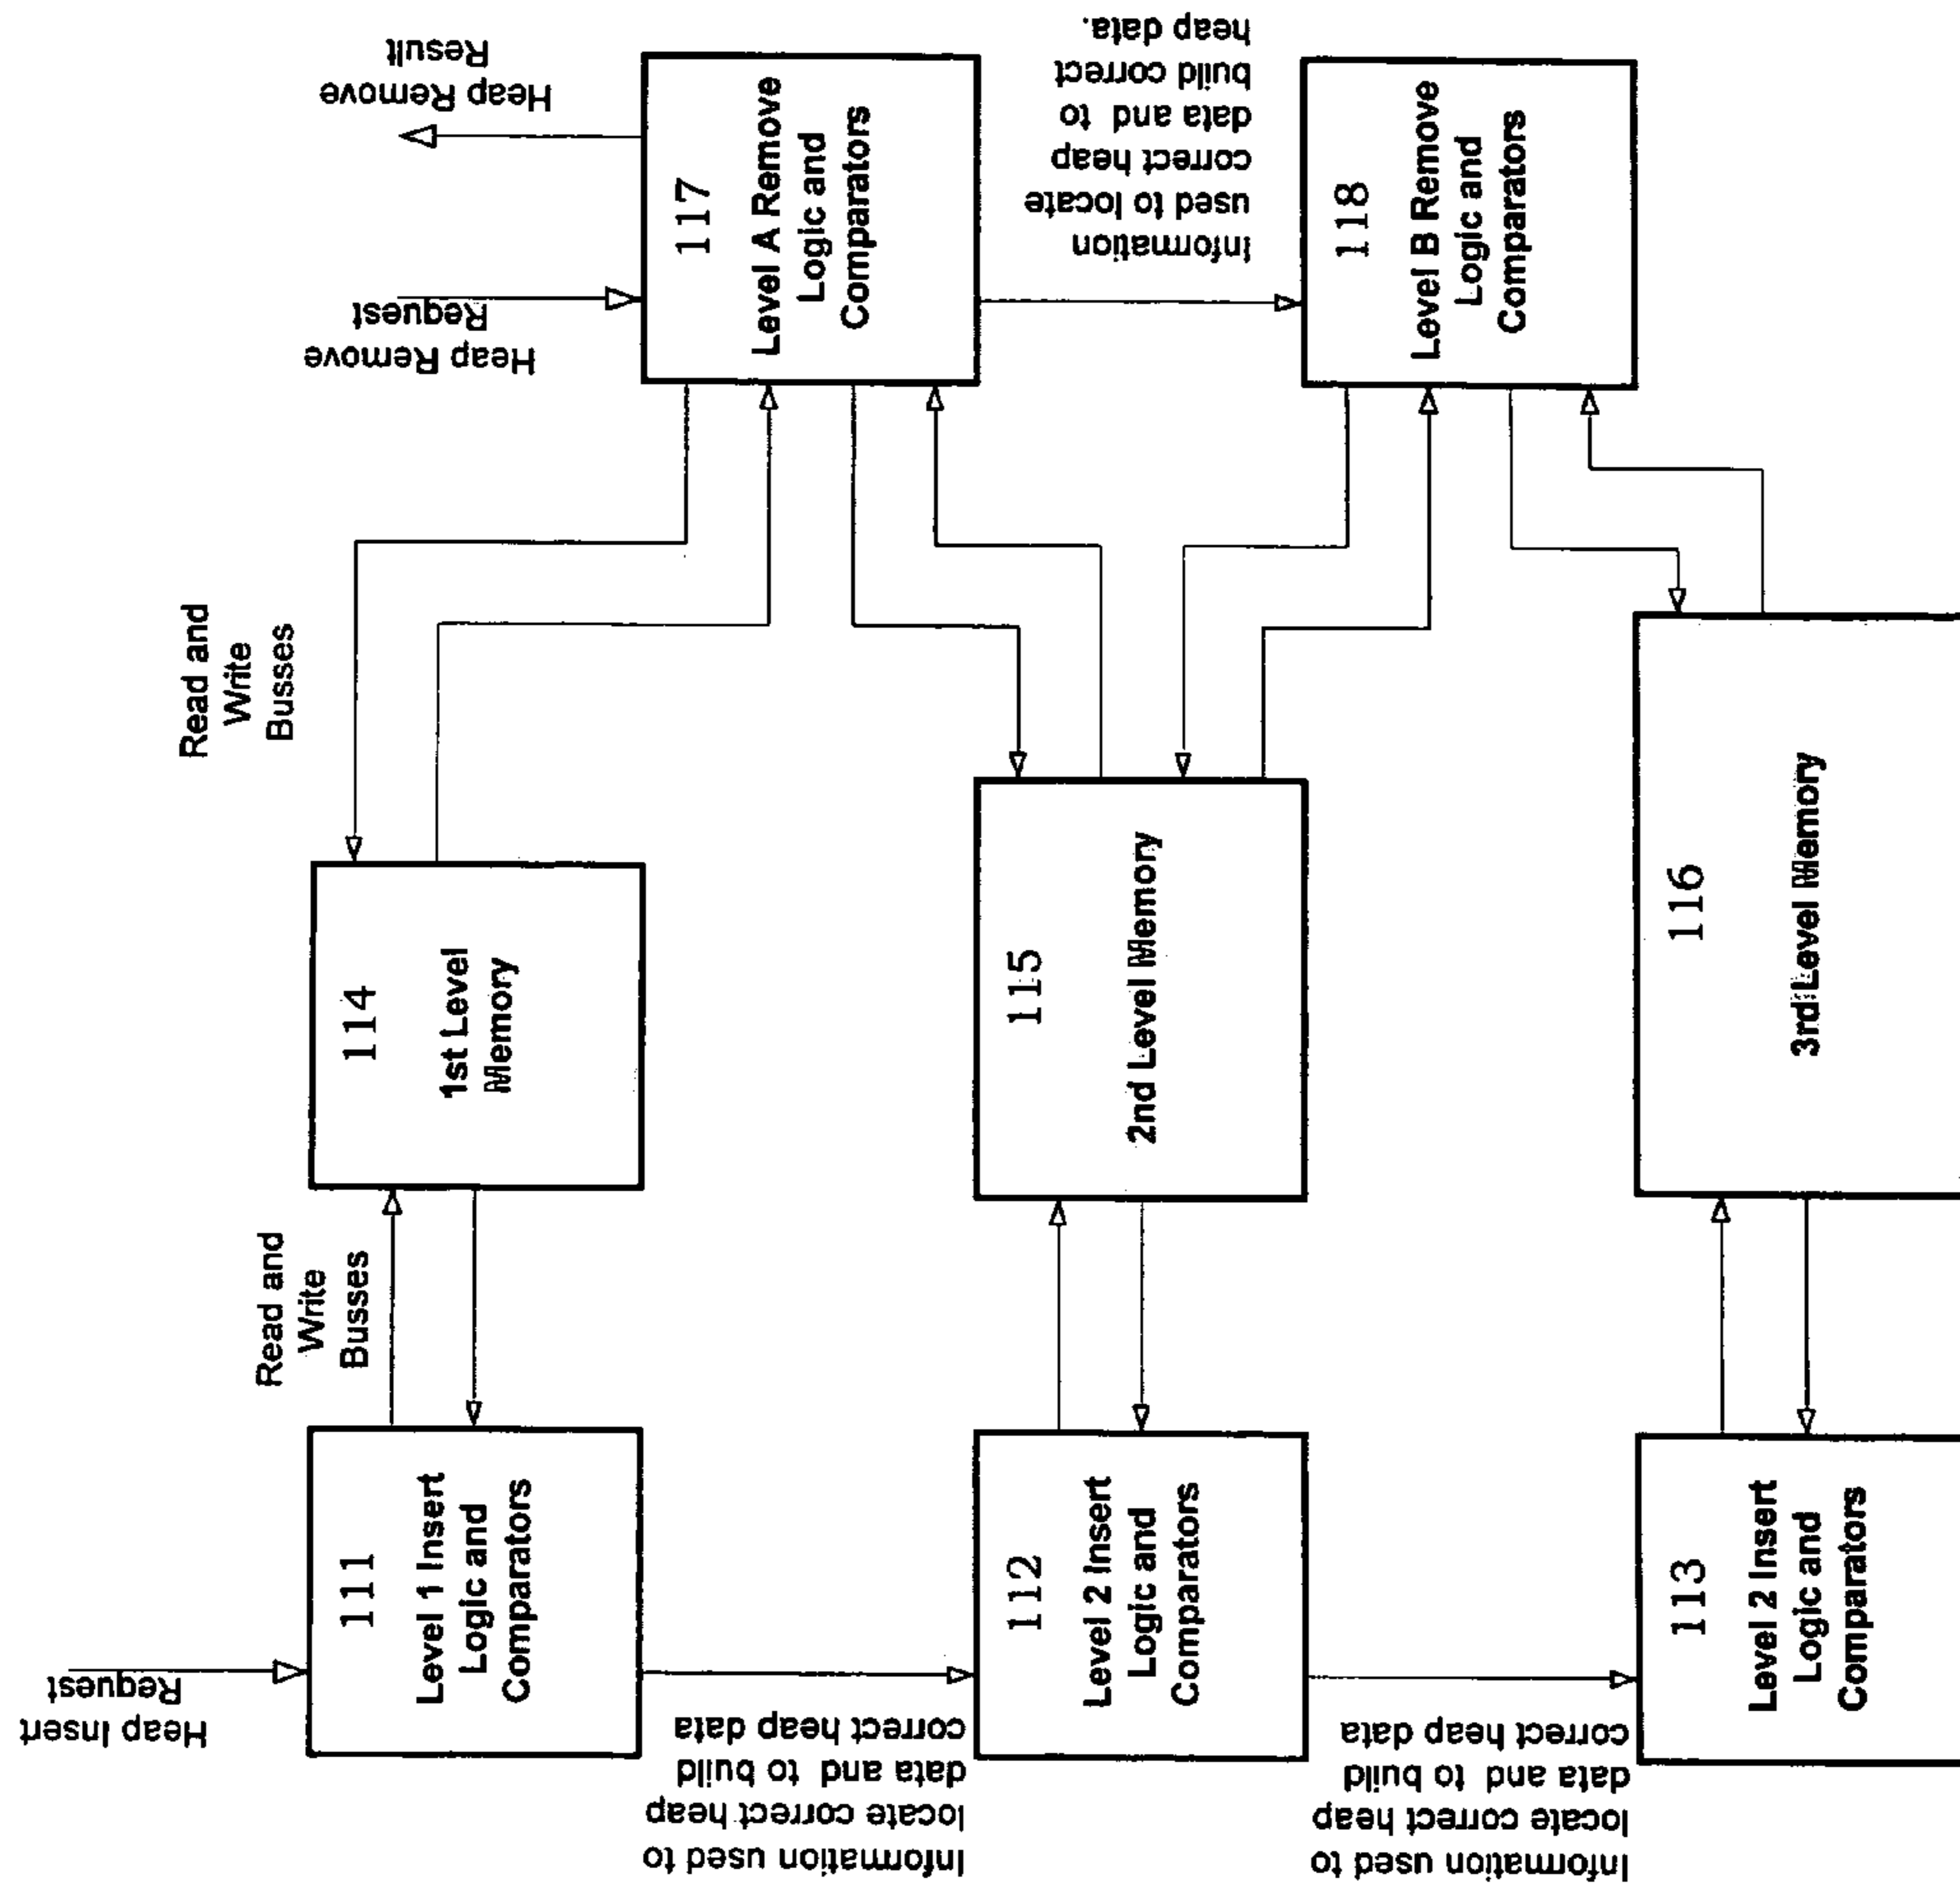 Heap Insert
Request
111
Level 1 Insert
Logic and
Comparators
Read and
Write
Busses
114
1st Level
Memory
Read and
Write
Busses
Heap Remove
Request
Heap Remove
Result
117
Level A Remove
Logic and
Comparators
Information used to
locate correct heap
data and to build
correct heap data
112
Level 2 Insert
Logic and
Comparators
115
2nd Level Memory
Information
used to locate
correct heap
data and to
build correct
heap data.
118
Level B Remove
Logic and
Comparators
Information used to
locate correct heap
data and to build
correct heap data
113
Level 2 Insert
Logic and
Comparators
116
3rd Level Memory